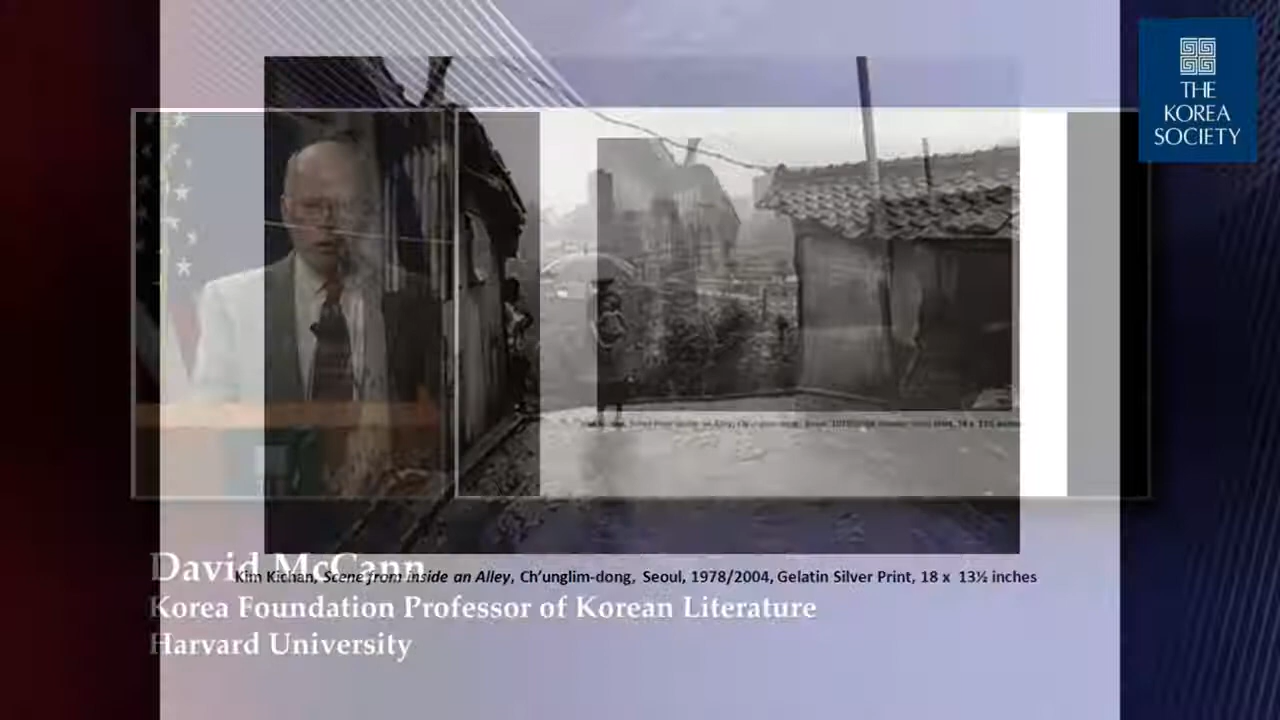 THE
KOREA
SOCIETY
David McCann
Kim Kichan, Scene from inside an Alley, Ch'unglim-dong, Seoul, 1978/2004, Gelatin Silver Print, 18 x 13½ inches
Korea Foundation Professor of Korean Literature
Harvard University